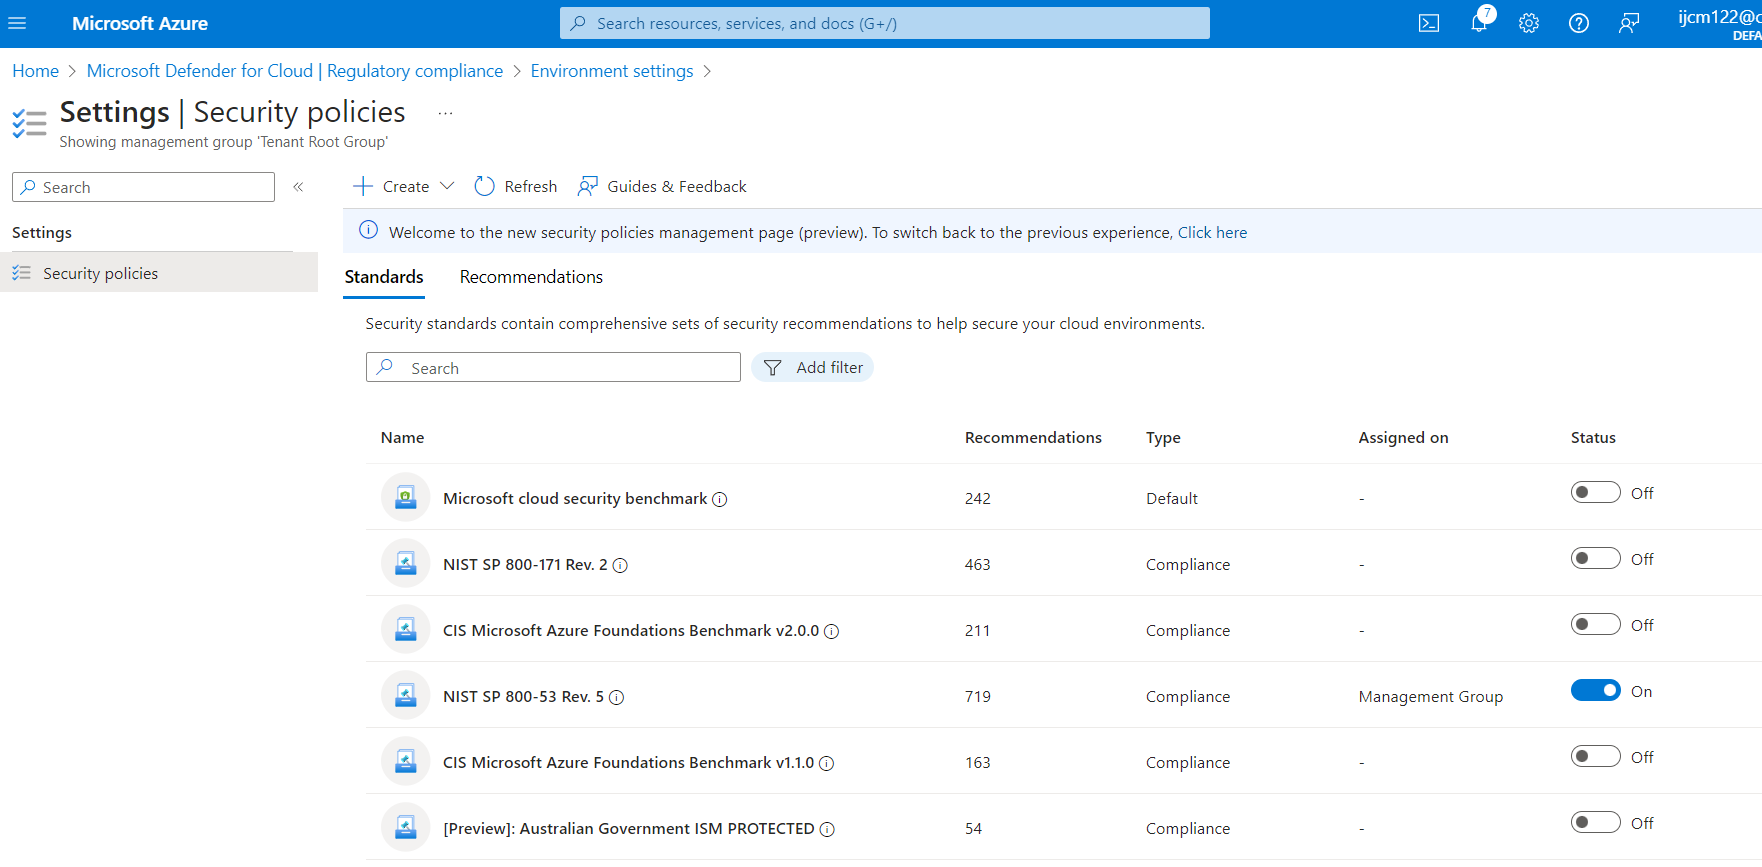 Microsoft Azure
Search resources, services, and docs (G+/)
7
ijcm122@c
DEFA
Home > Microsoft Defender for Cloud | Regulatory compliance > Environment settings >
Settings | Security policies ...
Showing management group 'Tenant Root Group'
Search «
Create Refresh Guides & Feedback
Settings
Security policies
Welcome to the new security policies management page (preview). To switch back to the previous experience, Click here
Standards Recommendations
Security standards contain comprehensive sets of security recommendations to help secure your cloud environments.
Search Add filter
Name Recommendations Type Assigned on Status
Microsoft cloud security benchmark 242 Default - Off
NIST SP 800-171 Rev. 2 463 Compliance - Off
CIS Microsoft Azure Foundations Benchmark v2.0.0 211 Compliance - Off
NIST SP 800-53 Rev. 5 719 Compliance Management Group On
CIS Microsoft Azure Foundations Benchmark v1.1.0 163 Compliance - Off
[Preview]: Australian Government ISM PROTECTED 54 Compliance - Off